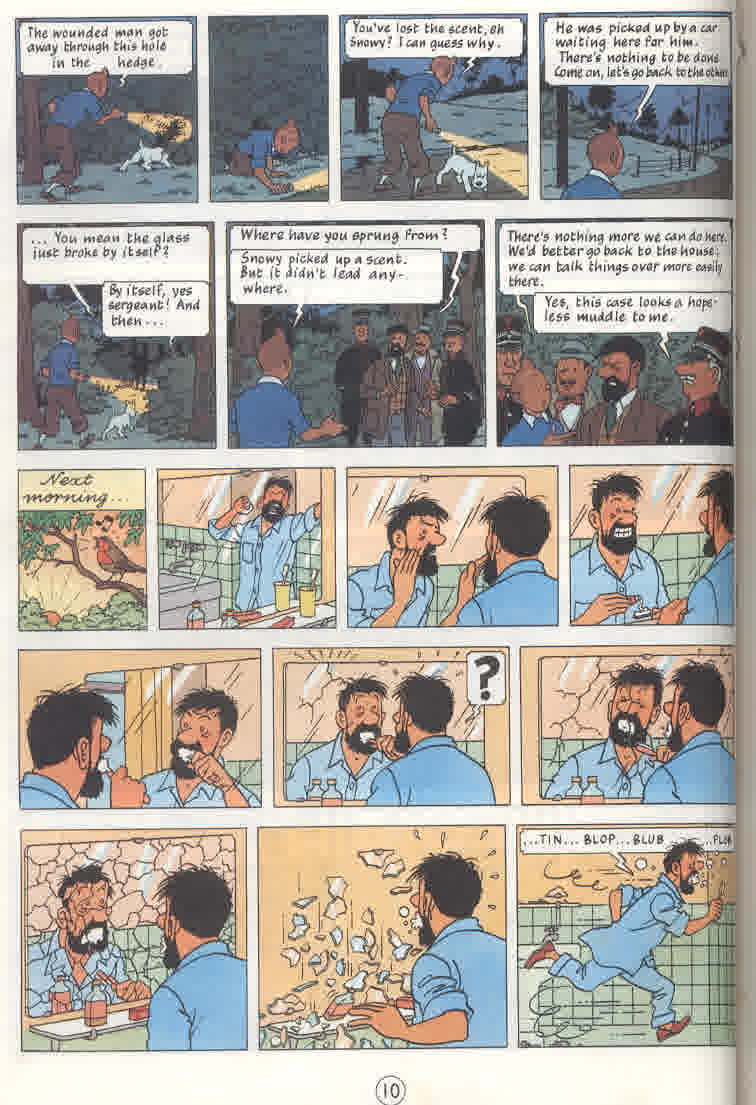 The wounded man got
away through this hole
in the hedge.
You've lost the scent, eh
Snowy? I can guess why.
He was picked up by a car
waiting here for him.
There's nothing to be done
Come on, let's go back to the
... You mean the glass
just broke by itself?
By itself, yes
sergeant! And
then...
Where have you sprung from?
Snowy picked up a scent.
But it didn't lead any-
where.
There's nothing more we can do here.
We'd better go back to the house:
we can talk things over more easily
there.
Yes, this case looks a hope-
less muddle to me.
Next
morning...
?
...TIN... BLOP... BLUB
10